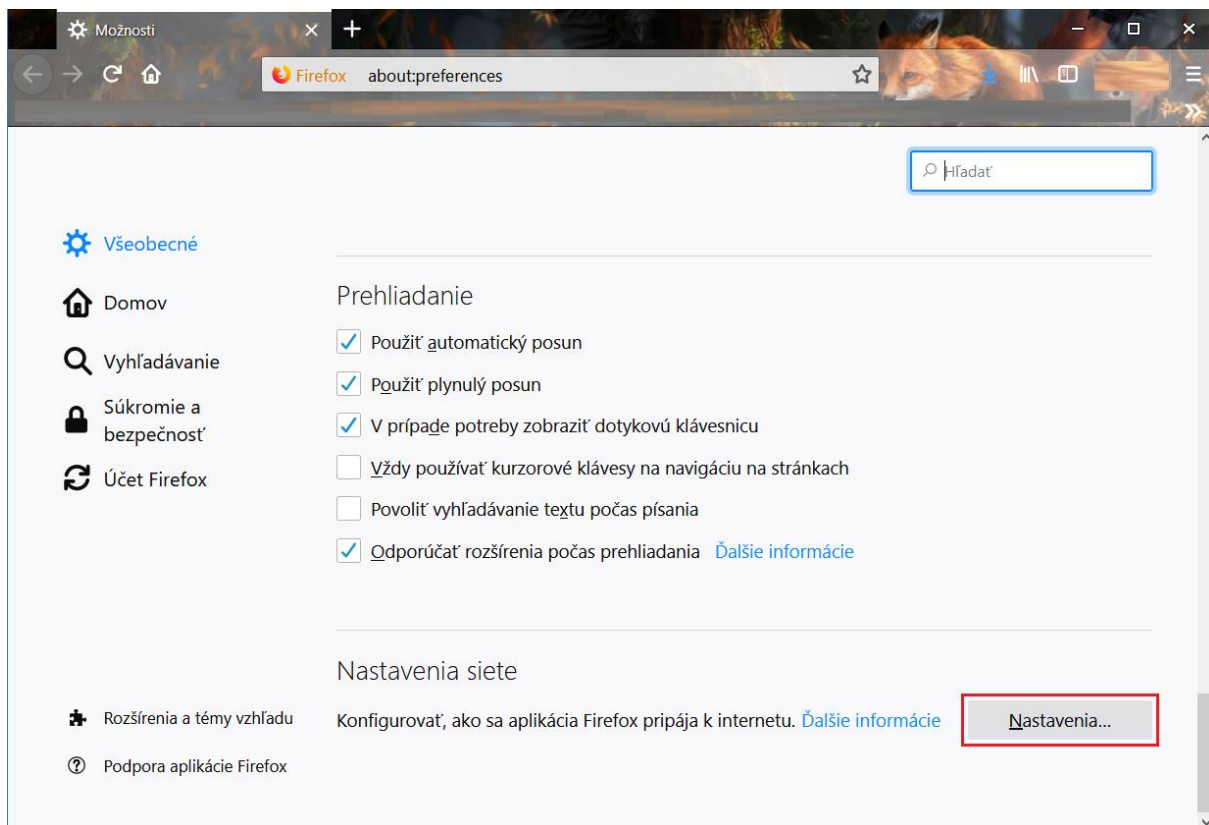 Možnosti
Firefox about:preferences
Hľadať
Všeobecné
Domov
Vyhľadávanie
Súkromie a
bezpečnosť
Účet Firefox
Rozšírenia a témy vzhľadu
Podpora aplikácie Firefox
Prehliadanie
Použiť automatický posun
Použiť plynulý posun
V prípade potreby zobraziť dotykovú klávesnicu
Vždy používať kurzorové klávesy na navigáciu na stránkach
Povoliť vyhľadávanie textu počas písania
Odporúčať rozšírenia počas prehliadania Ďalšie informácie
Nastavenia siete
Konfigurovať, ako sa aplikácia Firefox pripája k internetu. Ďalšie informácie
Nastavenia...